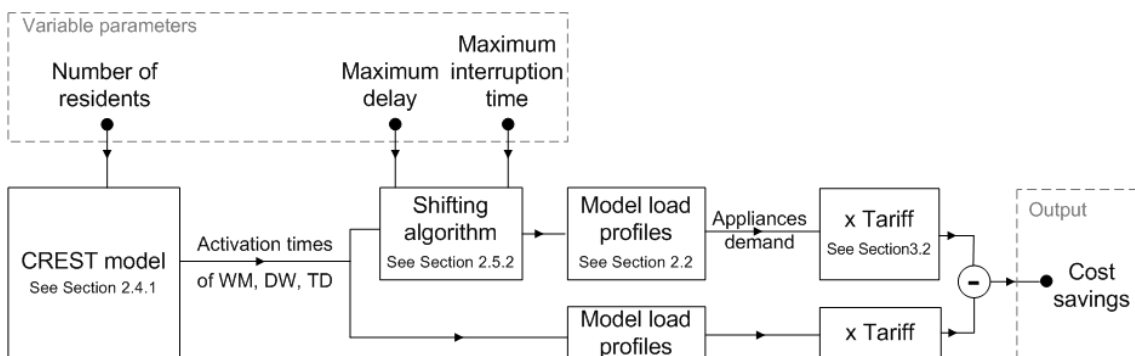 Variable parameters
Number of
residents
Maximum
delay
Maximum
interruption
time
CREST model
See Section 2.4.1
Activation times
of WM, DW, TD
Shifting
algorithm
See Section 2.5.2
Model load
profiles
See Section 2.2
Appliances
demand
x Tariff
See Section3.2
Output
-
Cost
savings
Model load
profiles
x Tariff